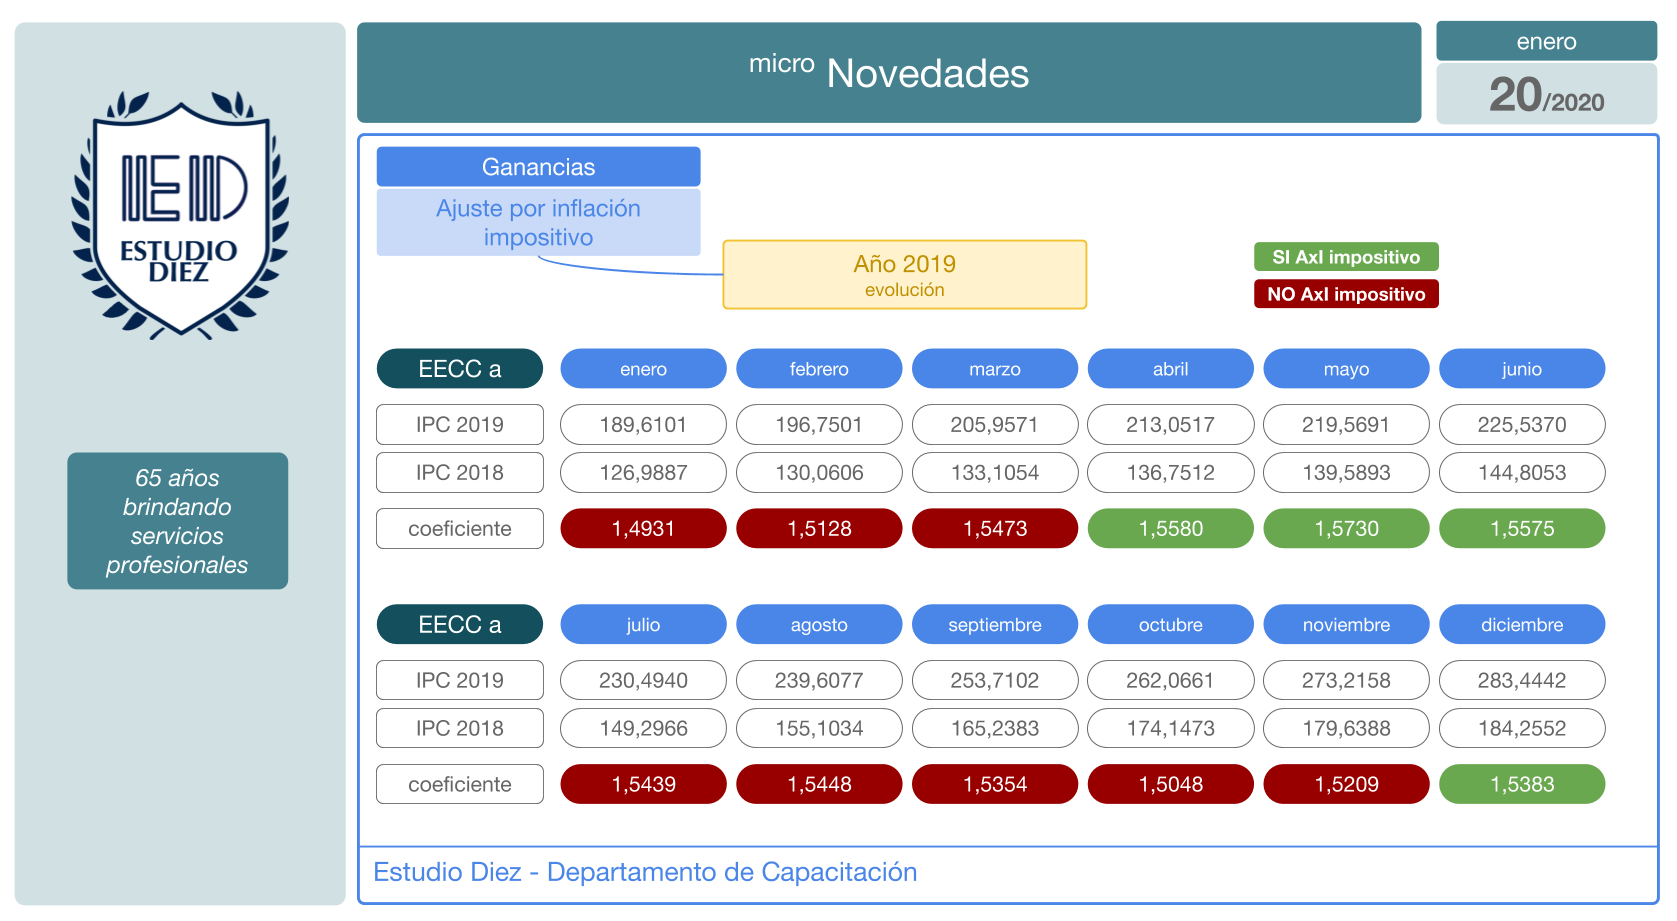 ED
ESTUDIO
DIEZ
65 años
brindando
servicios
profesionales
micro Novedades
enero
20/2020
Ganancias
Ajuste por inflación
impositivo
Año 2019
evolución
SI AxI impositivo
NO AxI impositivo
EECC a enero febrero marzo abril mayo junio
IPC 2019 189,6101 196,7501 205,9571 213,0517 219,5691 225,5370
IPC 2018 126,9887 130,0606 133,1054 136,7512 139,5893 144,8053
coeficiente 1,4931 1,5128 1,5473 1,5580 1,5730 1,5575
EECC a julio agosto septiembre octubre noviembre diciembre
IPC 2019 230,4940 239,6077 253,7102 262,0661 273,2158 283,4442
IPC 2018 149,2966 155,1034 165,2383 174,1473 179,6388 184,2552
coeficiente 1,5439 1,5448 1,5354 1,5048 1,5209 1,5383
Estudio Diez - Departamento de Capacitación